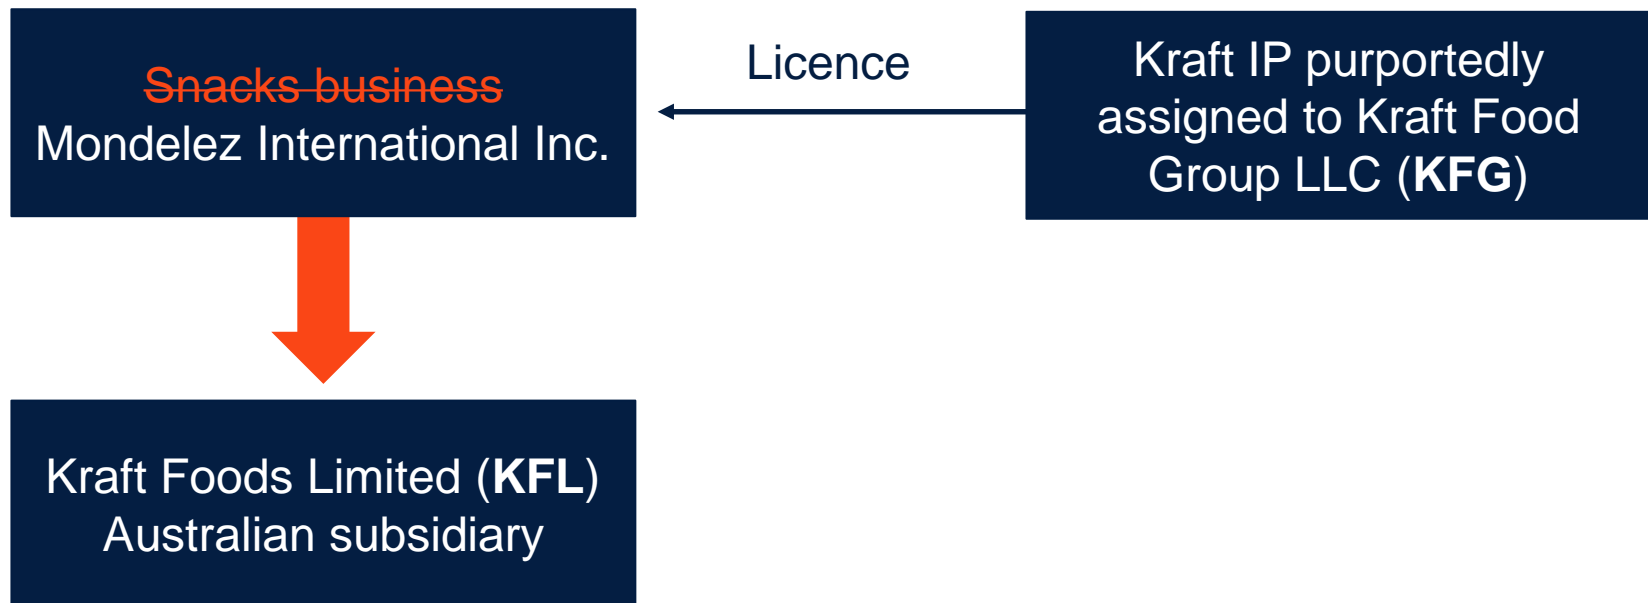 Snacks business
Mondelez International Inc.
Licence
Kraft IP purportedly
assigned to Kraft Food
Group LLC (KFG)
Kraft Foods Limited (KFL)
Australian subsidiary